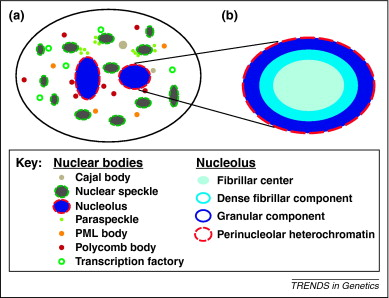 (a)
(b)
Key:
Nuclear bodies
Cajal body
Nuclear speckle
Nucleolus
Paraspeckle
PML body
Polycomb body
Transcription factory
Nucleolus
Fibrillar center
Dense fibrillar component
Granular component
Perinucleolar heterochromatin
TRENDS in Genetics